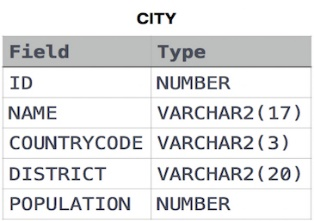 CITY
Field Type
ID NUMBER
NAME VARCHAR2(17)
COUNTRYCODE VARCHAR2(3)
DISTRICT VARCHAR2(20)
POPULATION NUMBER